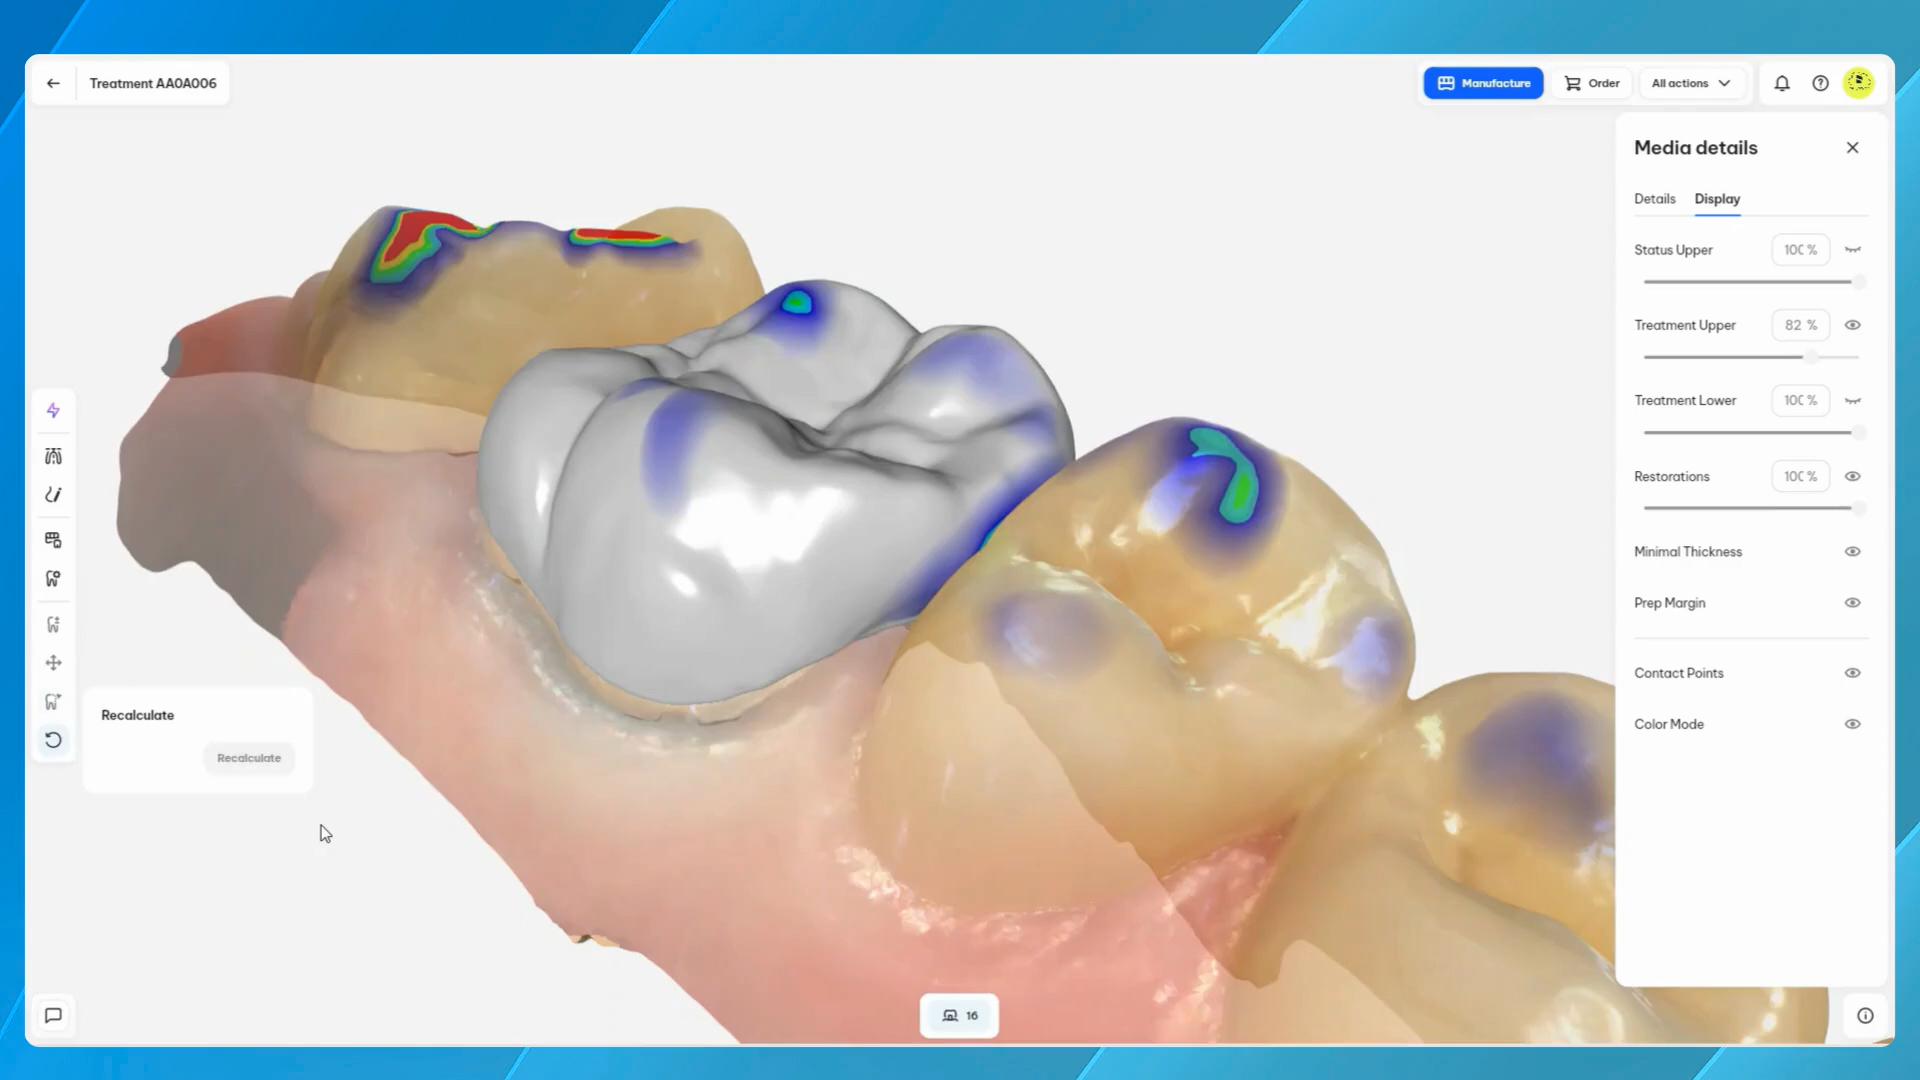 Treatment AA0A006
Manufacture
Order
All actions
Media details
Details
Display
Status Upper
100 %
Treatment Upper
82 %
Treatment Lower
100 %
Restorations
100 %
Minimal Thickness
Prep Margin
Contact Points
Color Mode
Recalculate
Recalculate
16